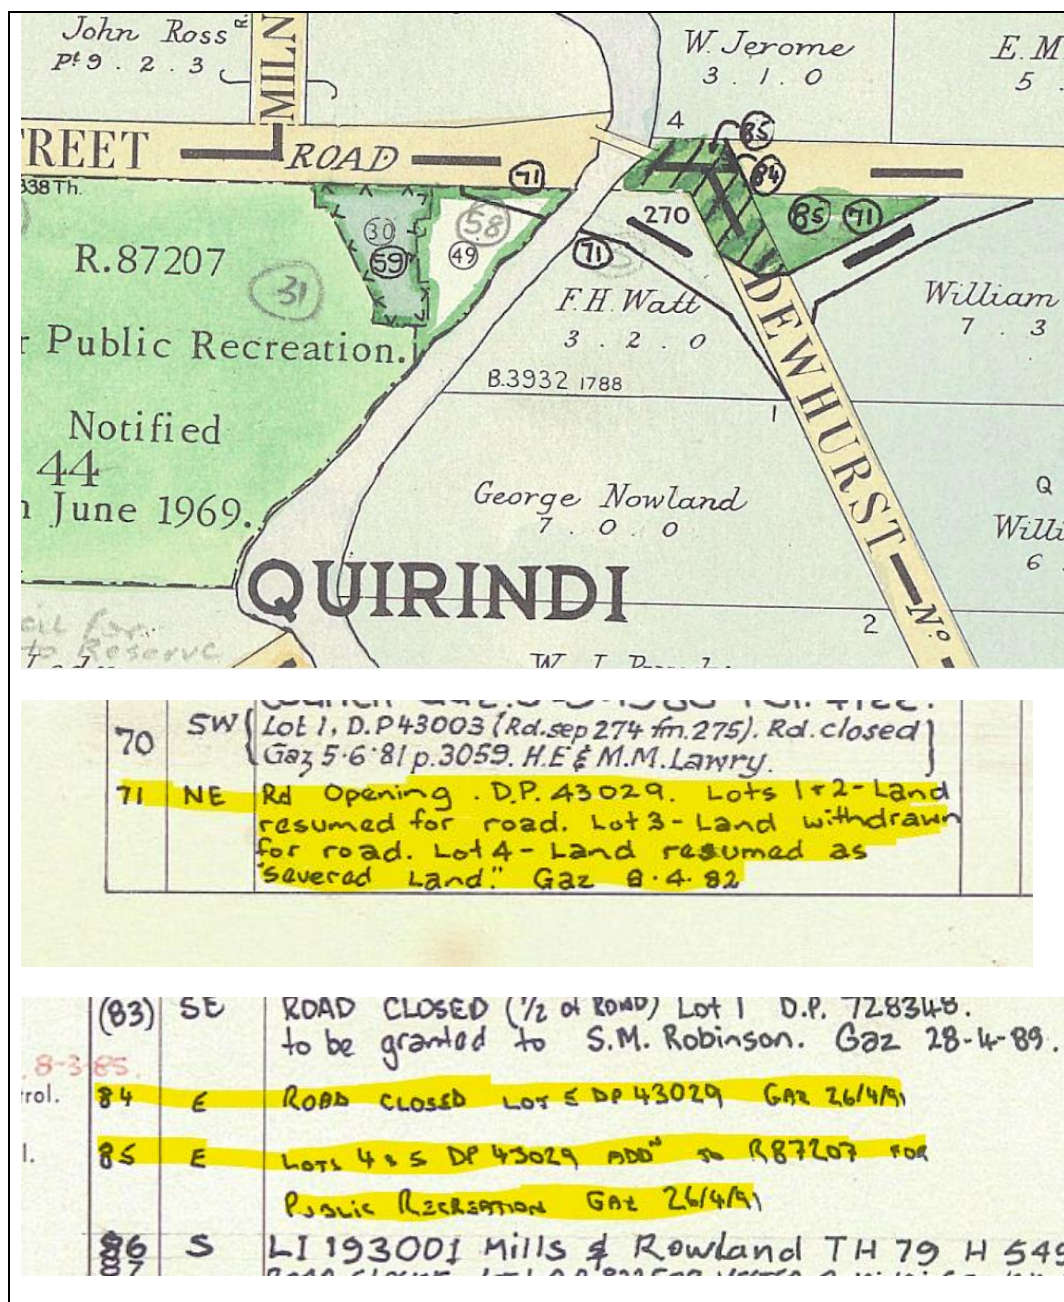 John Ross R.
Pt 9 . 2 . 3
MILN
W. Jerome
3 . 1 . 0
E. M
5 .
4
85
84
REET
ROAD
71
338 Th.
30
59
58
49
270
71
85
71
R. 87207
31
F. H. Watt
3 . 2 . 0
William
7 . 3
Public Recreation.
B.3932 1788
DEWHURST
1
Notified
44
June 1969.
George Nowland
7 . 0 . 0
Q
Willi
6 .
QUIRINDI
for
to Reserve
2
No.
70 SW Lot 1, D.P 43003 (Rd. sep 274 fm. 275). Rd. closed
Gaz 5·6·81 p.3059. H.E & M.M. Lawry.
71 NE Rd Opening . D.P. 43029. Lots 1+2 - Land
resumed for road. Lot 3 - Land withdrawn
for road. Lot 4 - Land resumed as
"severed Land." Gaz 8·4·82
(83) SE ROAD CLOSED (1/2 of ROAD) Lot 1 D.P. 728348.
to be granted to S.M. Robinson. Gaz 28-4-89.
8-3-85.
rol.
84 E ROAD CLOSED LOT 5 DP 43029 GAZ 26/4/91
l.
85 E LOTS 4 & 5 DP 43029 ADDN TO R87207 FOR
PUBLIC RECREATION GAZ 26/4/91
86 S LI 193001 Mills & Rowland TH 79 H 549
87